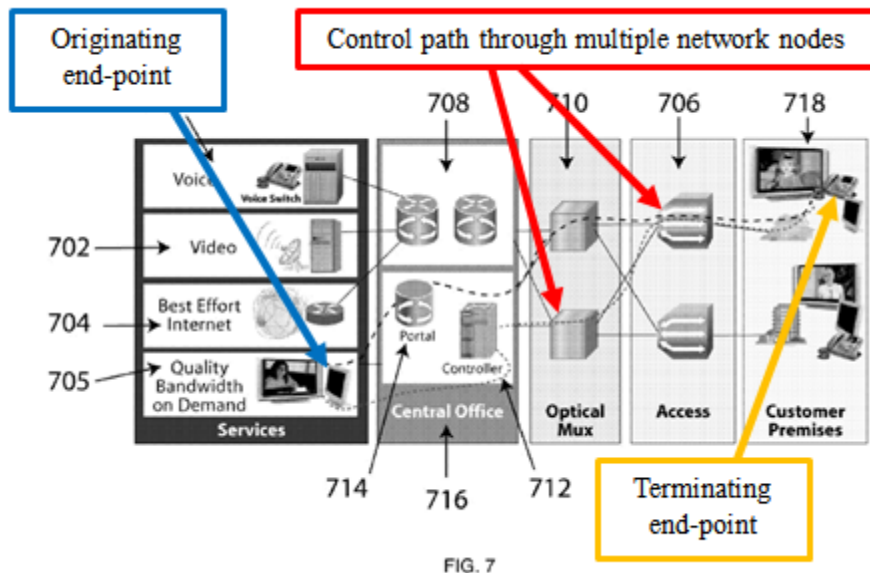 Originating
end-point
Control path through multiple network nodes
708
710
706
718
Voice
Voice Switch
702
Video
704
Best Effort
Internet
Portal
Controller
705
Quality
Bandwidth
on Demand
Services
Central Office
Optical
Mux
Access
Customer
Premises
714
716
712
Terminating
end-point
FIG. 7